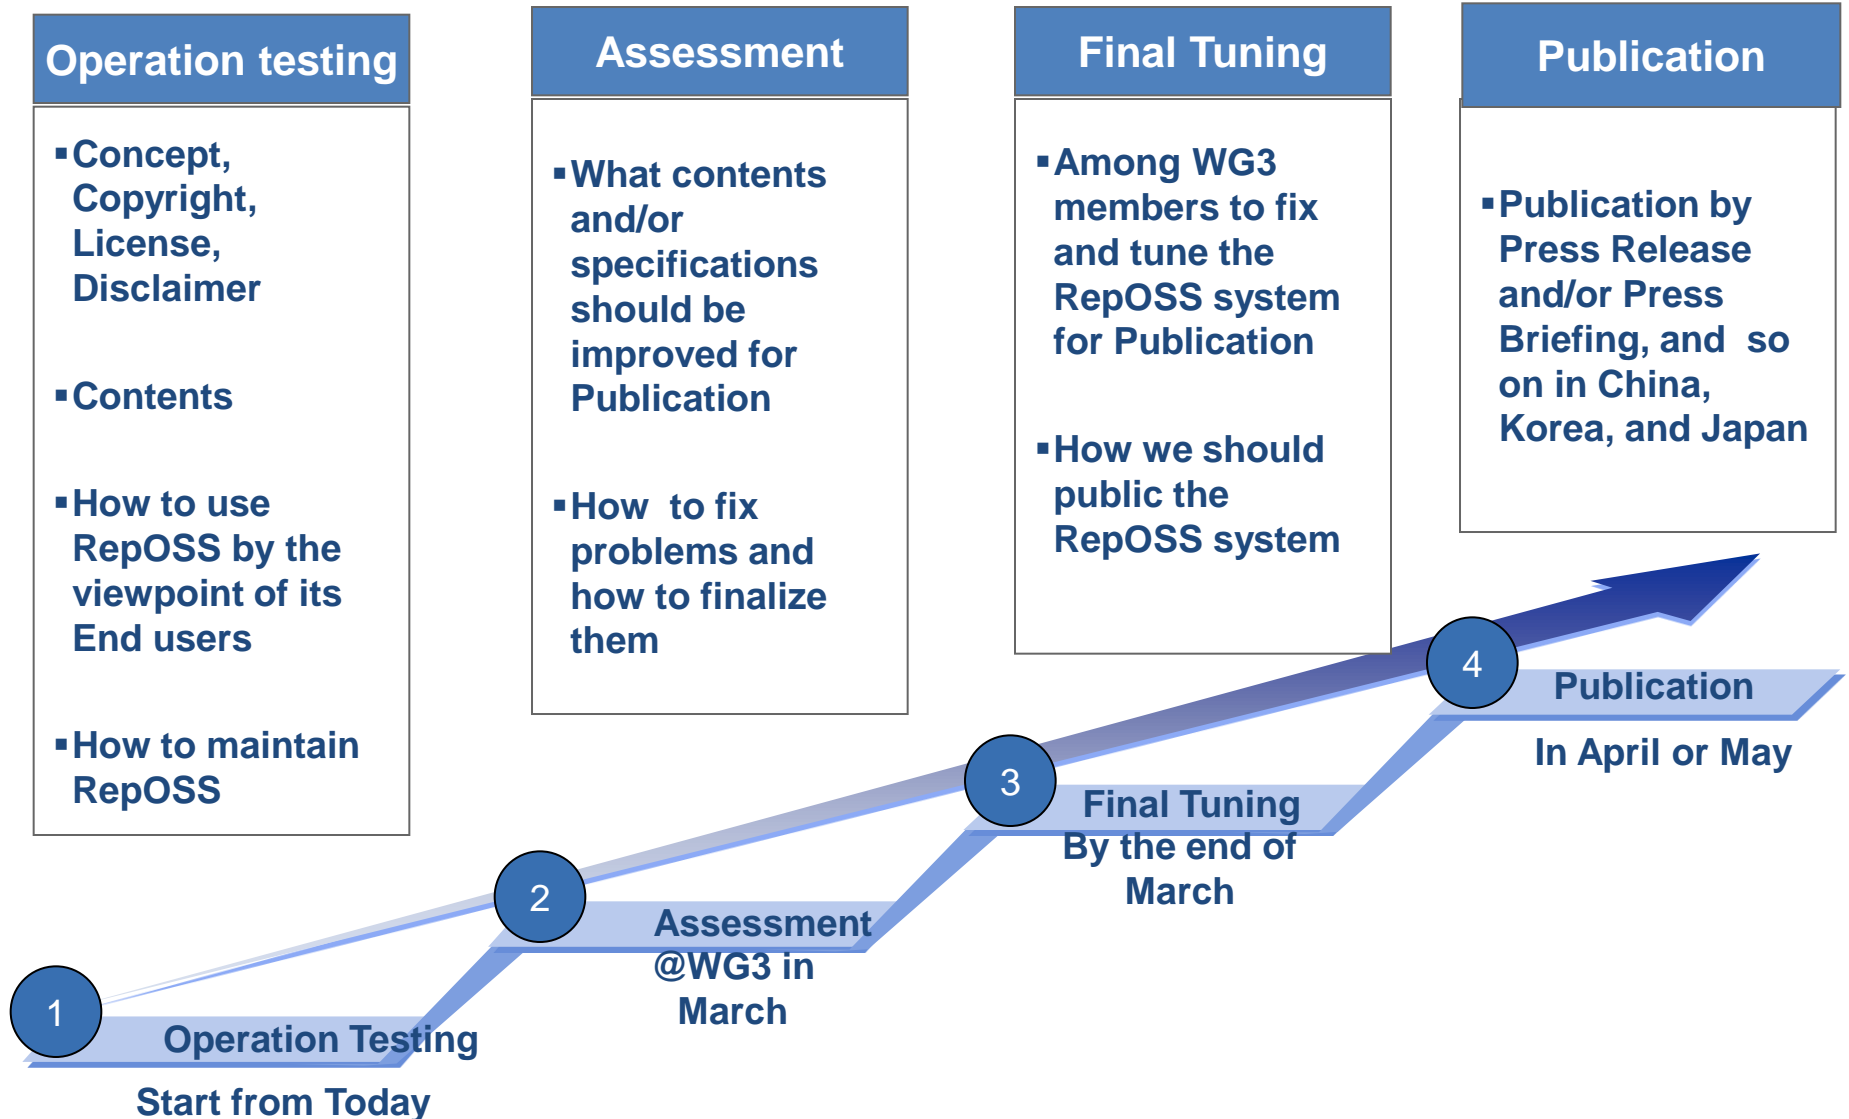 Operation testing
▪Concept,
Copyright,
License,
Disclaimer
▪Contents
▪How to use
RepOSS by the
viewpoint of its
End users
▪How to maintain
RepOSS
Assessment
▪What contents
and/or
specifications
should be
improved for
Publication
▪How to fix
problems and
how to finalize
them
Final Tuning
▪Among WG3
members to fix
and tune the
RepOSS system
for Publication
▪How we should
public the
RepOSS system
Publication
▪Publication by
Press Release
and/or Press
Briefing, and so
on in China,
Korea, and Japan
1
Operation Testing
Start from Today
2
Assessment
@WG3 in
March
3
Final Tuning
By the end of
March
4
Publication
In April or May